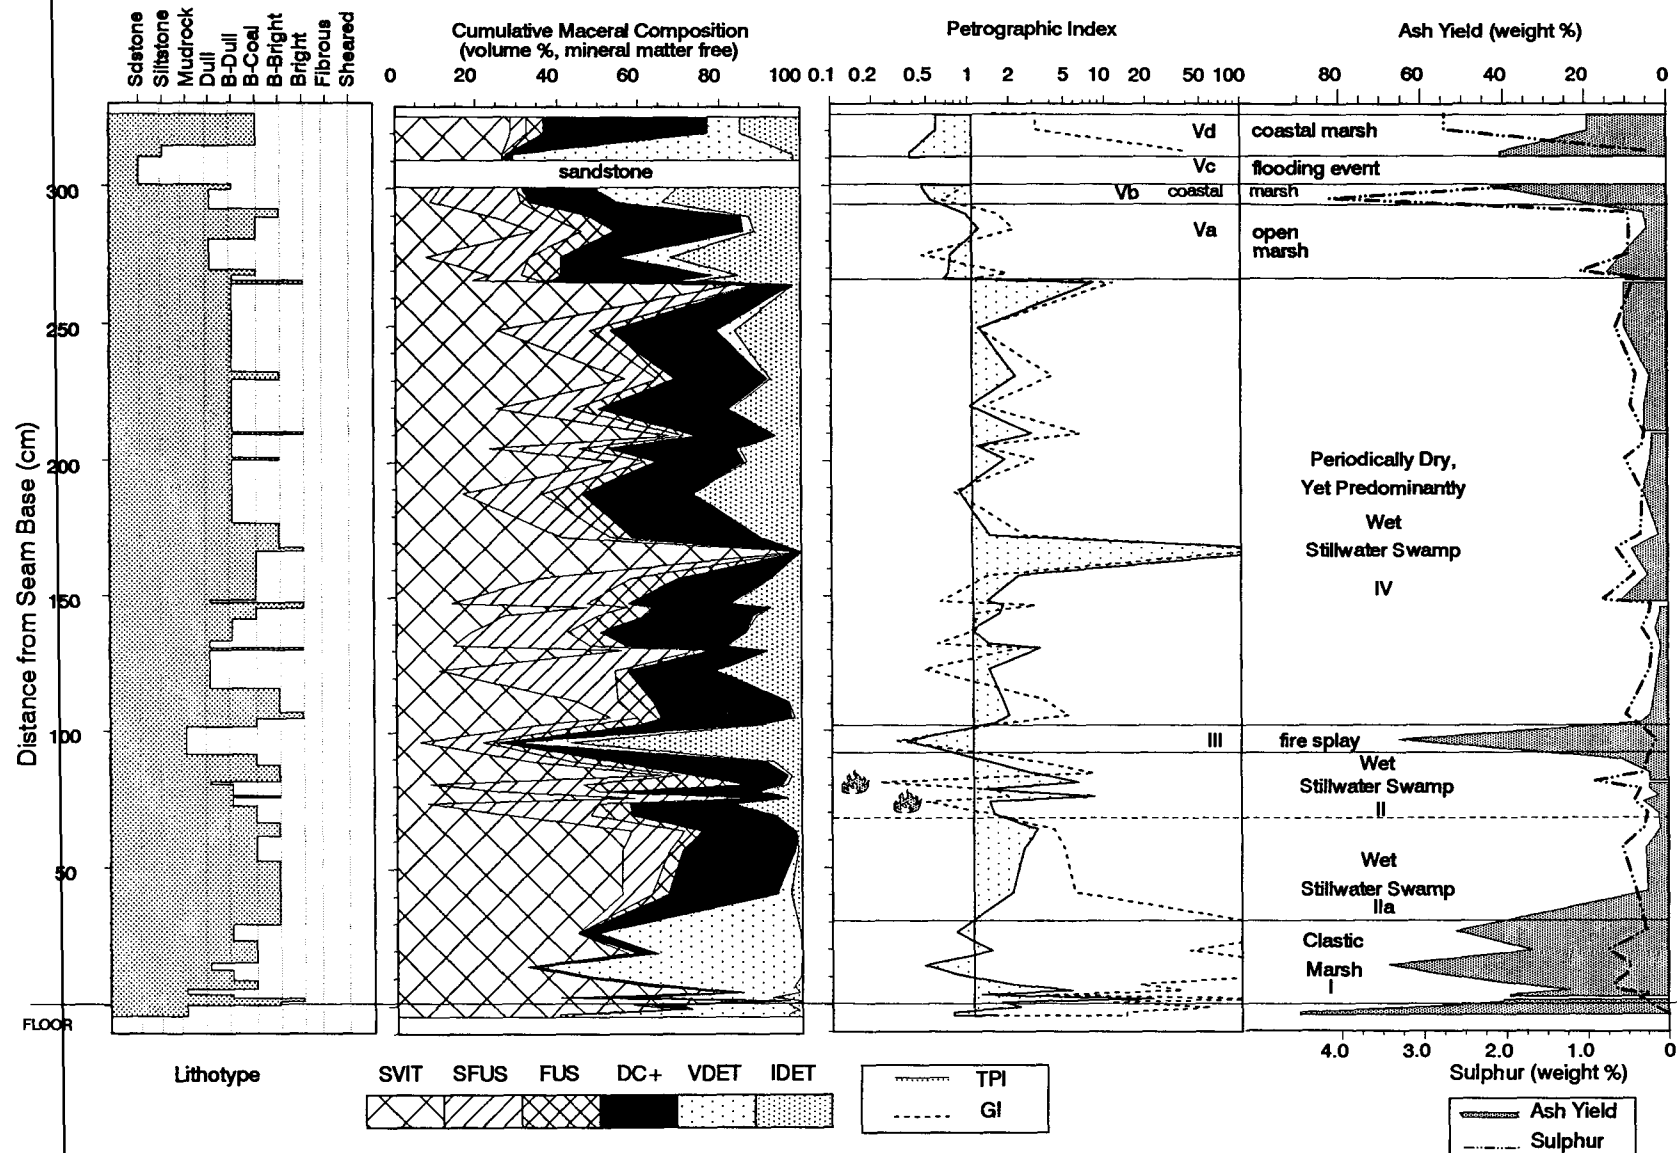 Sdstone
Siltstone
Mudrock
Dull
B-Dull
B-Coal
B-Bright
Bright
Fibrous
Sheared
Cumulative Maceral Composition
(volume %, mineral matter free)
0 20 40 60 80 100
Petrographic Index
0.1 0.2 0.5 1 2 5 10 20 50 100
Ash Yield (weight %)
80 60 40 20 0
Distance from Seam Base (cm)
300
250
200
150
100
50
FLOOR
sandstone
Vd coastal marsh
Vc flooding event
Vb coastal marsh
Va open
marsh
Periodically Dry,
Yet Predominantly
Wet
Stillwater Swamp
IV
III fire splay
Wet
Stillwater Swamp
II
Wet
Stillwater Swamp
IIa
Clastic
Marsh
I
4.0 3.0 2.0 1.0 0
Sulphur (weight %)
Lithotype
SVIT SFUS FUS DC+ VDET IDET
TPI
GI
Ash Yield
Sulphur